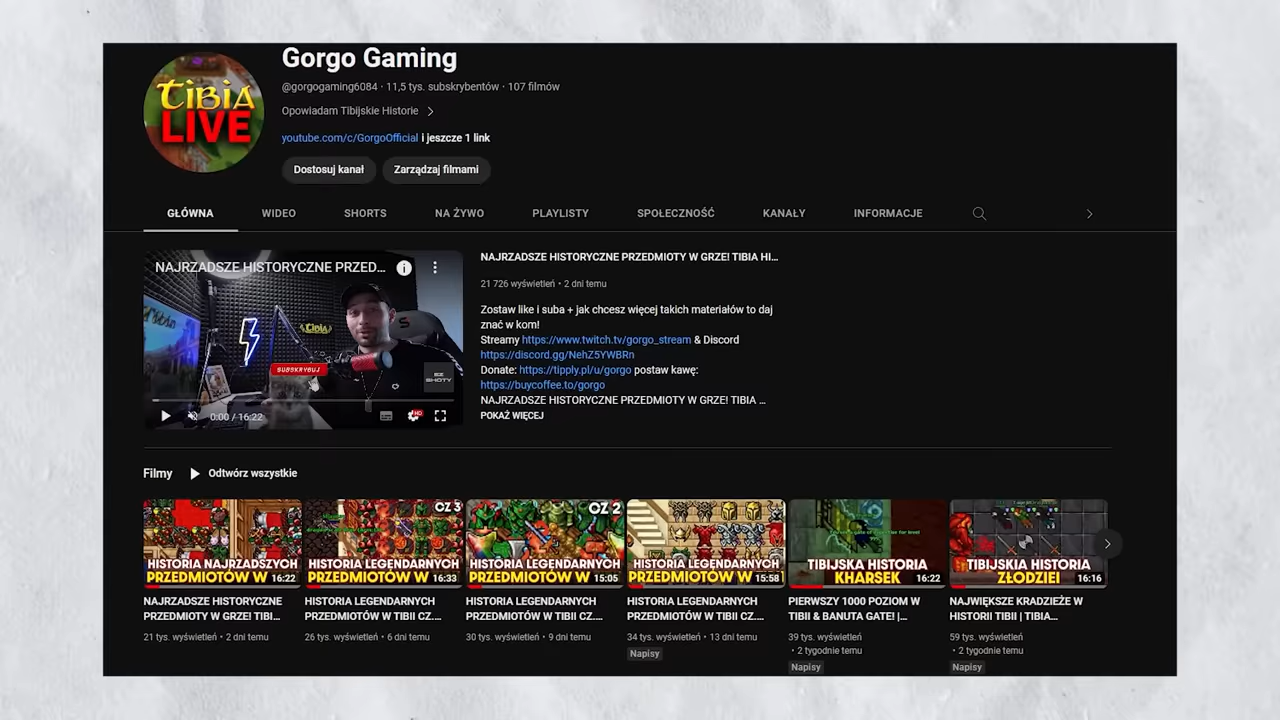 TIBIA
LIVE
Gorgo Gaming
@gorgogaming6084 · 11,5 tys. subskrybentów · 107 filmów
Opowiadam Tibijskie Historie
youtube.com/c/GorgoOfficial i jeszcze 1 link
Dostosuj kanał
Zarządzaj filmami
GŁÓWNA
WIDEO
SHORTS
NA ŻYWO
PLAYLISTY
SPOŁECZNOŚĆ
KANAŁY
INFORMACJE
NAJRZADSZE HISTORYCZNE PRZED...
TIBIA
SUBSKRYBUJ
0:00 / 16:22
HD
NAJRZADSZE HISTORYCZNE PRZEDMIOTY W GRZE! TIBIA HI...
21 726 wyświetleń • 2 dni temu
Zostaw like i suba + jak chcesz więcej takich materiałów to daj
znać w kom!
Streamy https://www.twitch.tv/gorgo_stream & Discord
https://discord.gg/NehZ5YWBRn
Donate: https://tipply.pl/u/gorgo postaw kawę:
https://buycoffee.to/gorgo
NAJRZADSZE HISTORYCZNE PRZEDMIOTY W GRZE! TIBIA ...
POKAŻ WIĘCEJ
Filmy
Odtwórz wszystkie
HISTORIA NAJRZADSZYCH
PRZEDMIOTÓW W
16:22
NAJRZADSZE HISTORYCZNE
PRZEDMIOTY W GRZE! TIBI...
21 tys. wyświetleń • 2 dni temu
CZ 3
HISTORIA LEGENDARNYCH
PRZEDMIOTÓW W
16:33
HISTORIA LEGENDARNYCH
PRZEDMIOTÓW W TIBII CZ....
26 tys. wyświetleń • 6 dni temu
CZ 2
HISTORIA LEGENDARNYCH
PRZEDMIOTÓW W
15:05
HISTORIA LEGENDARNYCH
PRZEDMIOTÓW W TIBII CZ....
30 tys. wyświetleń • 9 dni temu
HISTORIA LEGENDARNYCH
PRZEDMIOTÓW W
15:58
HISTORIA LEGENDARNYCH
PRZEDMIOTÓW W TIBII CZ....
34 tys. wyświetleń • 13 dni temu
Napisy
TIBIJSKA HISTORIA
KHARSEK
16:22
PIERWSZY 1000 POZIOM W
TIBII & BANUTA GATE! |...
39 tys. wyświetleń
• 2 tygodnie temu
Napisy
TIBIJSKIA HISTORIA
ZŁODZIEI
16:16
NAJWIĘKSZE KRADZIEŻE W
HISTORII TIBII | TIBIA...
59 tys. wyświetleń
• 2 tygodnie temu
Napisy